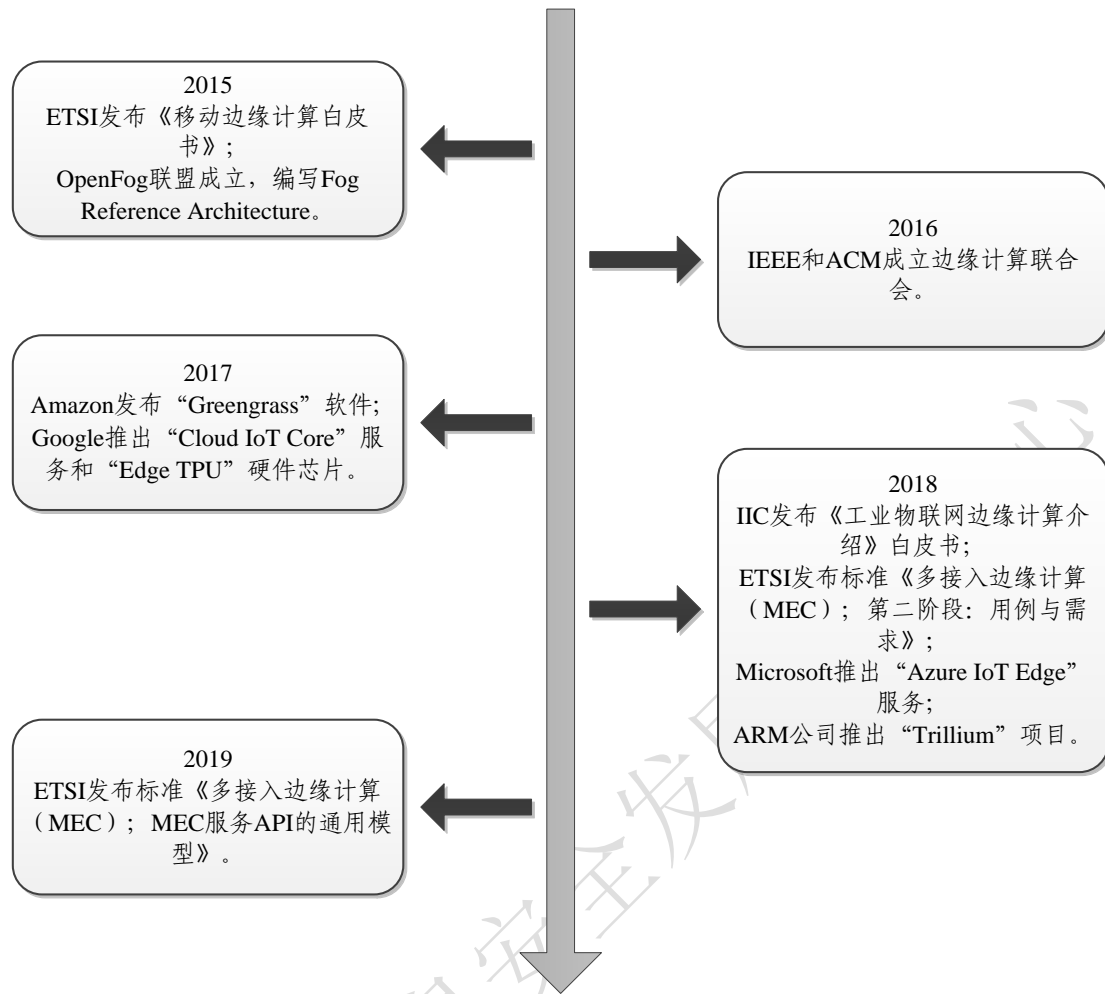 2015
ETSI发布《移动边缘计算白皮
书》；
OpenFog联盟成立，编写Fog
Reference Architecture。
2016
IEEE和ACM成立边缘计算联合
会。
2017
Amazon发布“Greengrass”软件;
Google推出“Cloud IoT Core”服
务和“Edge TPU”硬件芯片。
2018
IIC发布《工业物联网边缘计算介
绍》白皮书；
ETSI发布标准《多接入边缘计算
（MEC）；第二阶段：用例与需
求》；
Microsoft推出“Azure IoT Edge”
服务；
ARM公司推出“Trillium”项目。
2019
ETSI发布标准《多接入边缘计算
（MEC）；MEC服务API的通用模
型》。
安全发
心